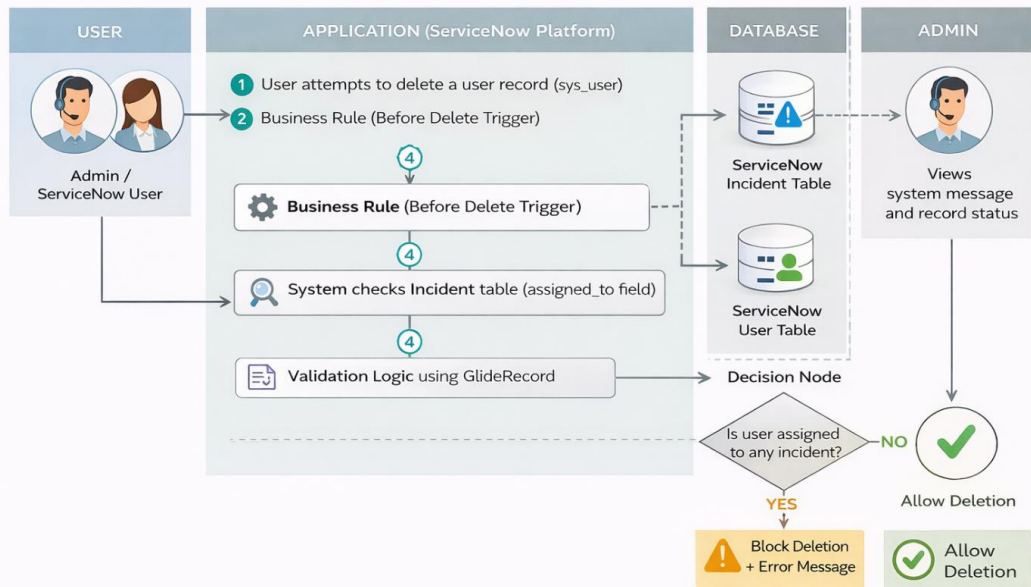 USER
APPLICATION (ServiceNow Platform)
DATABASE
ADMIN
1 User attempts to delete a user record (sys_user)
2 Business Rule (Before Delete Trigger)
Admin /
ServiceNow User
4
Business Rule (Before Delete Trigger)
4
System checks Incident table (assigned_to field)
4
Validation Logic using GlideRecord
ServiceNow
Incident Table
ServiceNow
User Table
Views
system message
and record status
Decision Node
Is user assigned
to any incident?
NO
Allow Deletion
YES
Block Deletion
+ Error Message
Allow
Deletion